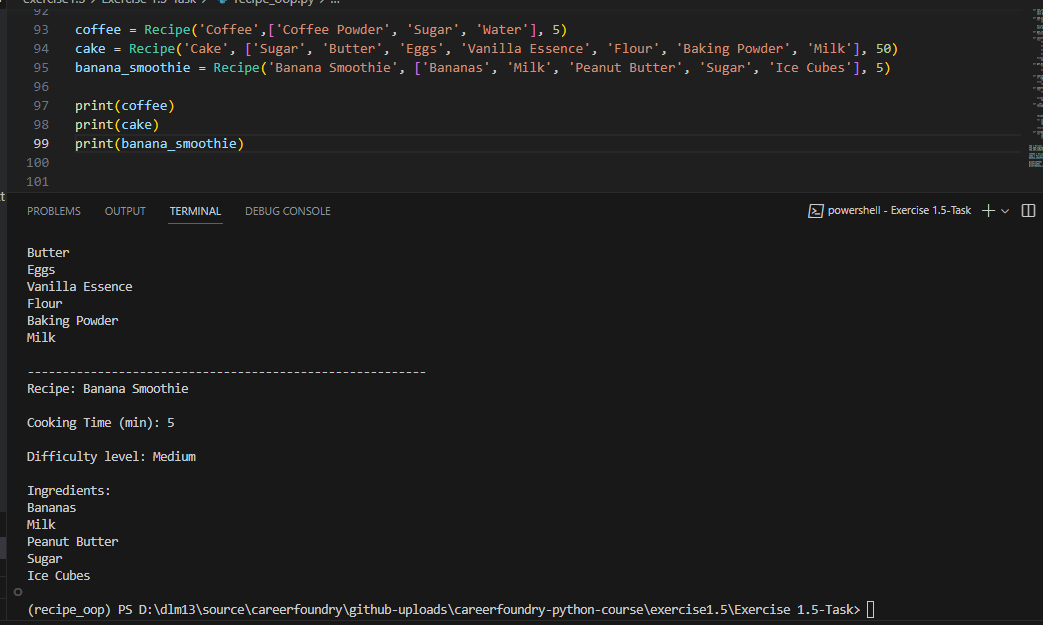 exercise1.5 > Exercise 1.5-Task > recipe_oop.py > ...
92
93 coffee = Recipe('Coffee',['Coffee Powder', 'Sugar', 'Water'], 5)
94 cake = Recipe('Cake', ['Sugar', 'Butter', 'Eggs', 'Vanilla Essence', 'Flour', 'Baking Powder', 'Milk'], 50)
95 banana_smoothie = Recipe('Banana Smoothie', ['Bananas', 'Milk', 'Peanut Butter', 'Sugar', 'Ice Cubes'], 5)
96
97 print(coffee)
98 print(cake)
99 print(banana_smoothie)
100
101
PROBLEMS OUTPUT TERMINAL DEBUG CONSOLE powershell - Exercise 1.5-Task
Butter
Eggs
Vanilla Essence
Flour
Baking Powder
Milk
---------------------------------------------------------
Recipe: Banana Smoothie
Cooking Time (min): 5
Difficulty level: Medium
Ingredients:
Bananas
Milk
Peanut Butter
Sugar
Ice Cubes
(recipe_oop) PS D:\dlm13\source\careerfoundry\github-uploads\careerfoundry-python-course\exercise1.5\Exercise 1.5-Task>